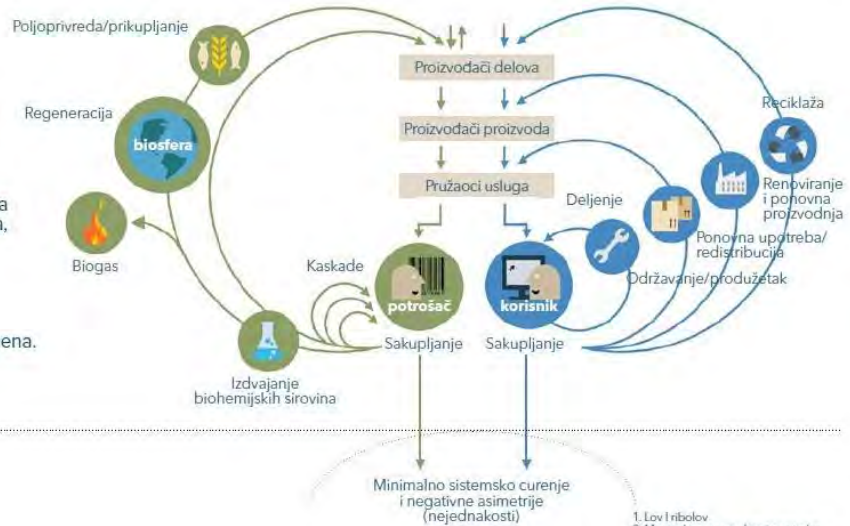 Poljoprivreda/prikupljanje
Regeneracija
biosfera
Biogas
a
a,
ena.
Kaskade
Izdvajanje
biohemijskih sirovina
Proizvođači delova
Proizvođači proizvoda
Pružaoci usluga
potrošač
korisnik
Sakupljanje
Sakupljanje
Deljenje
Reciklaža
Renoviranje
i ponovna
proizvodnja
Ponovna upotreba/
redistribucija
Održavanje/produžetak
Minimalno sistemsko curenje
i negativne asimetrije
(nejednakosti)
1. Lov I ribolov